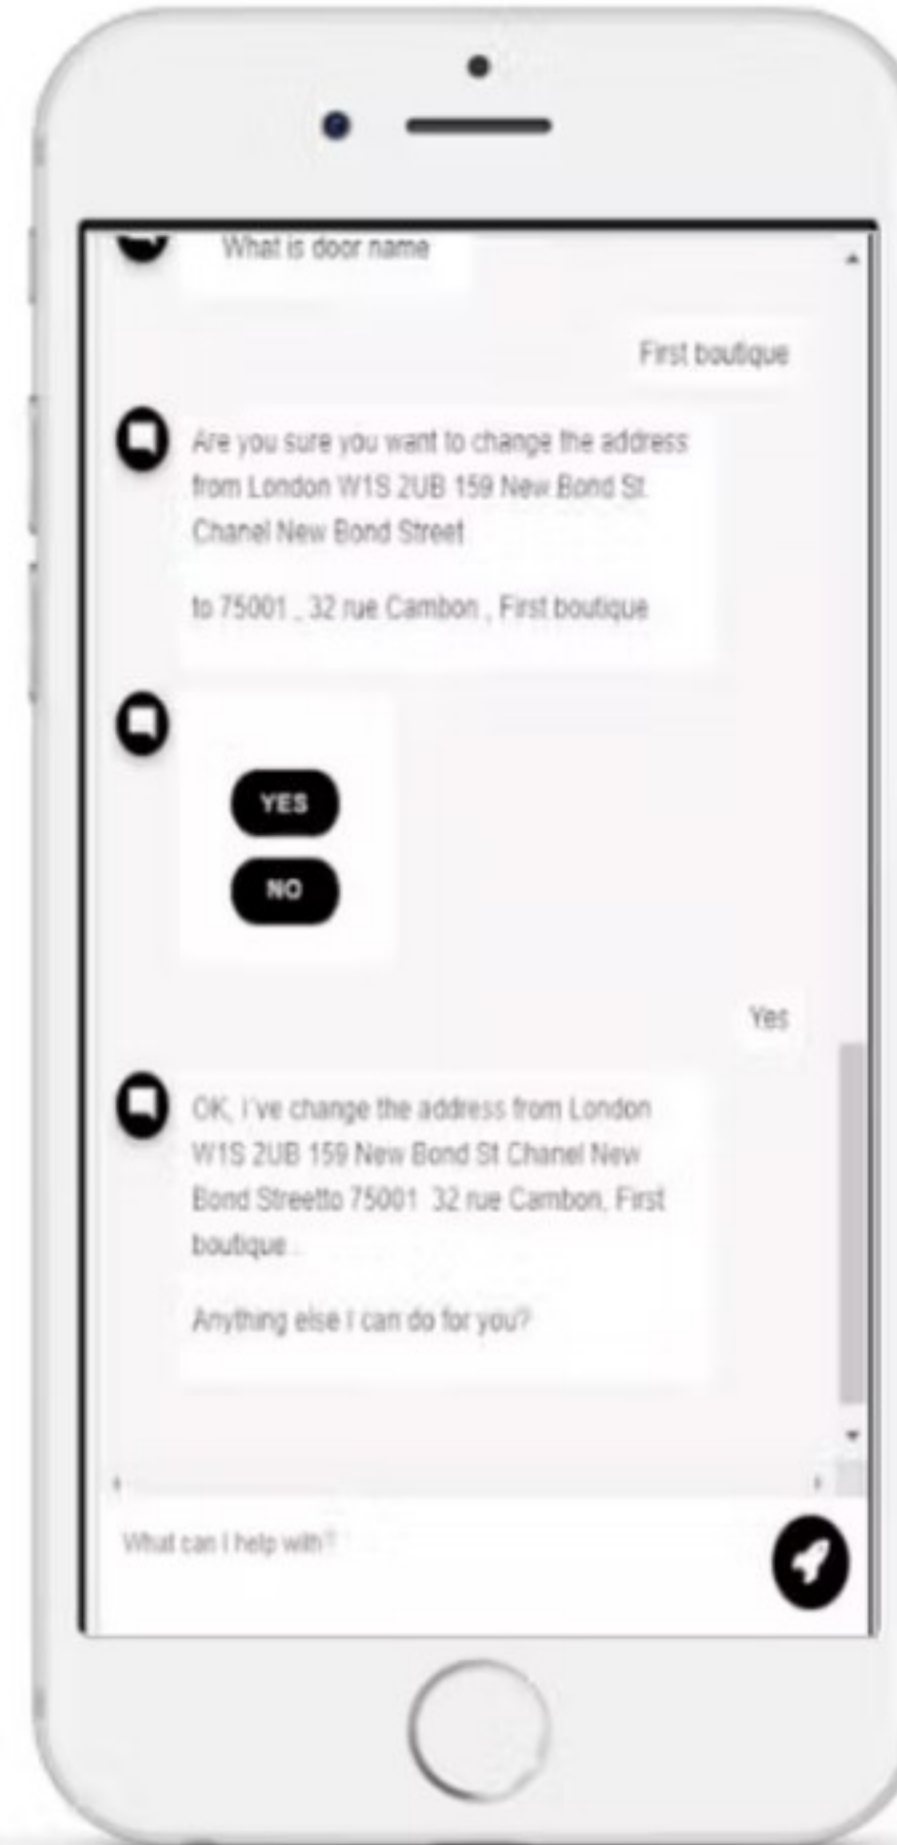 What is door name
First boutique
Are you sure you want to change the address
from London W1S 2UB 159 New Bond St
Chanel New Bond Street
to 75001 , 32 rue Cambon , First boutique
YES
NO
Yes
OK, I've change the address from London
W1S 2UB 159 New Bond St Chanel New
Bond Streetto 75001 32 rue Cambon, First
boutique .
Anything else I can do for you?
What can I help with?